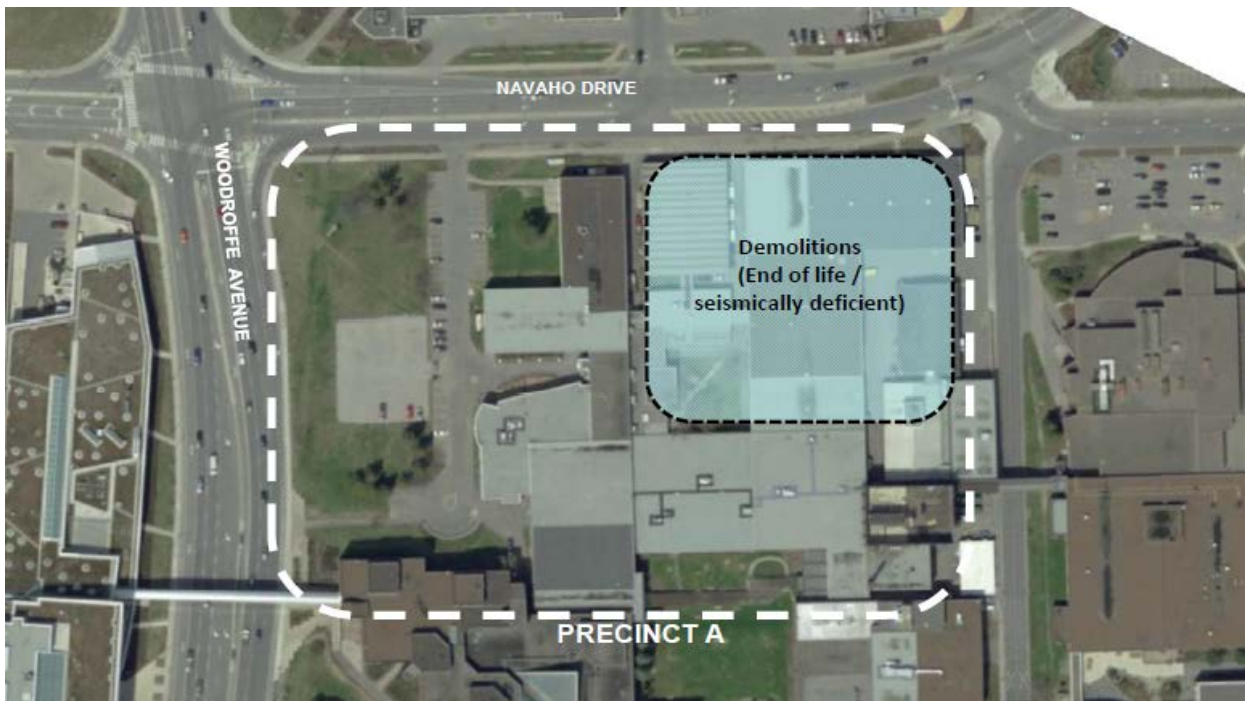 NAVAHO DRIVE
WOODROFFE AVENUE
Demolitions
(End of life /
seismically deficient)
PRECINCT A